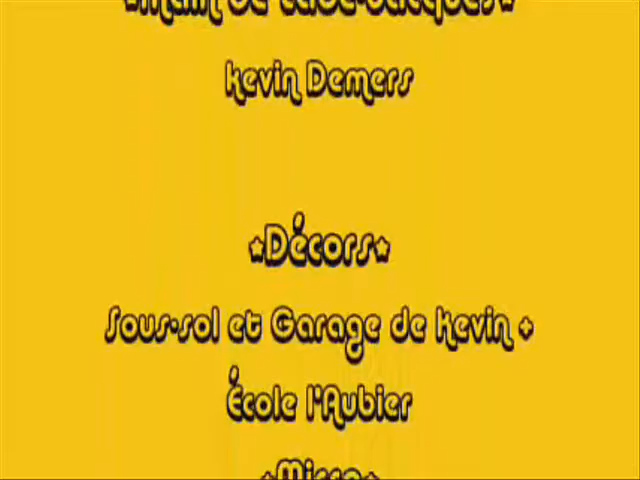 Kevin Demers
*Décors*
Sous-sol et Garage de Kevin +
École l'Aubier